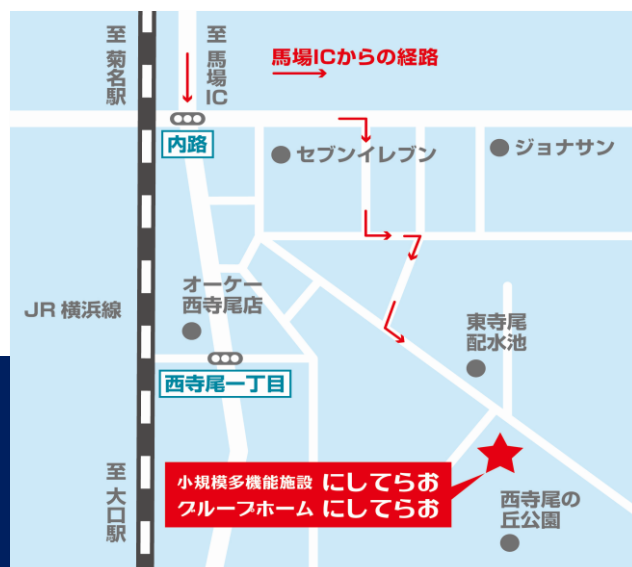 至
菊名駅
至
馬場IC
馬場ICからの経路
内路
セブンイレブン
ジョナサン
オーケー
西寺尾店
JR 横浜線
東寺尾
配水池
西寺尾一丁目
小規模多機能施設 にしてらお
グループホーム にしてらお
至
大口駅
西寺尾の
丘公園